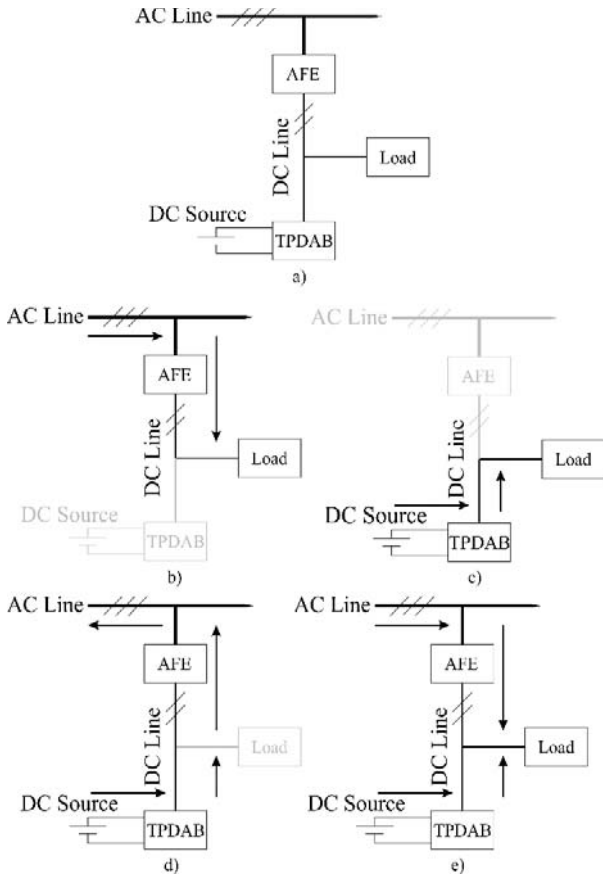 AC Line
AFE
DC Line
Load
DC Source
TPDAB
a)
AC Line
AFE
DC Line
Load
DC Source
TPDAB
b)
AC Line
AFE
DC Line
Load
DC Source
TPDAB
c)
AC Line
AFE
DC Line
Load
DC Source
TPDAB
d)
AC Line
AFE
DC Line
Load
DC Source
TPDAB
e)